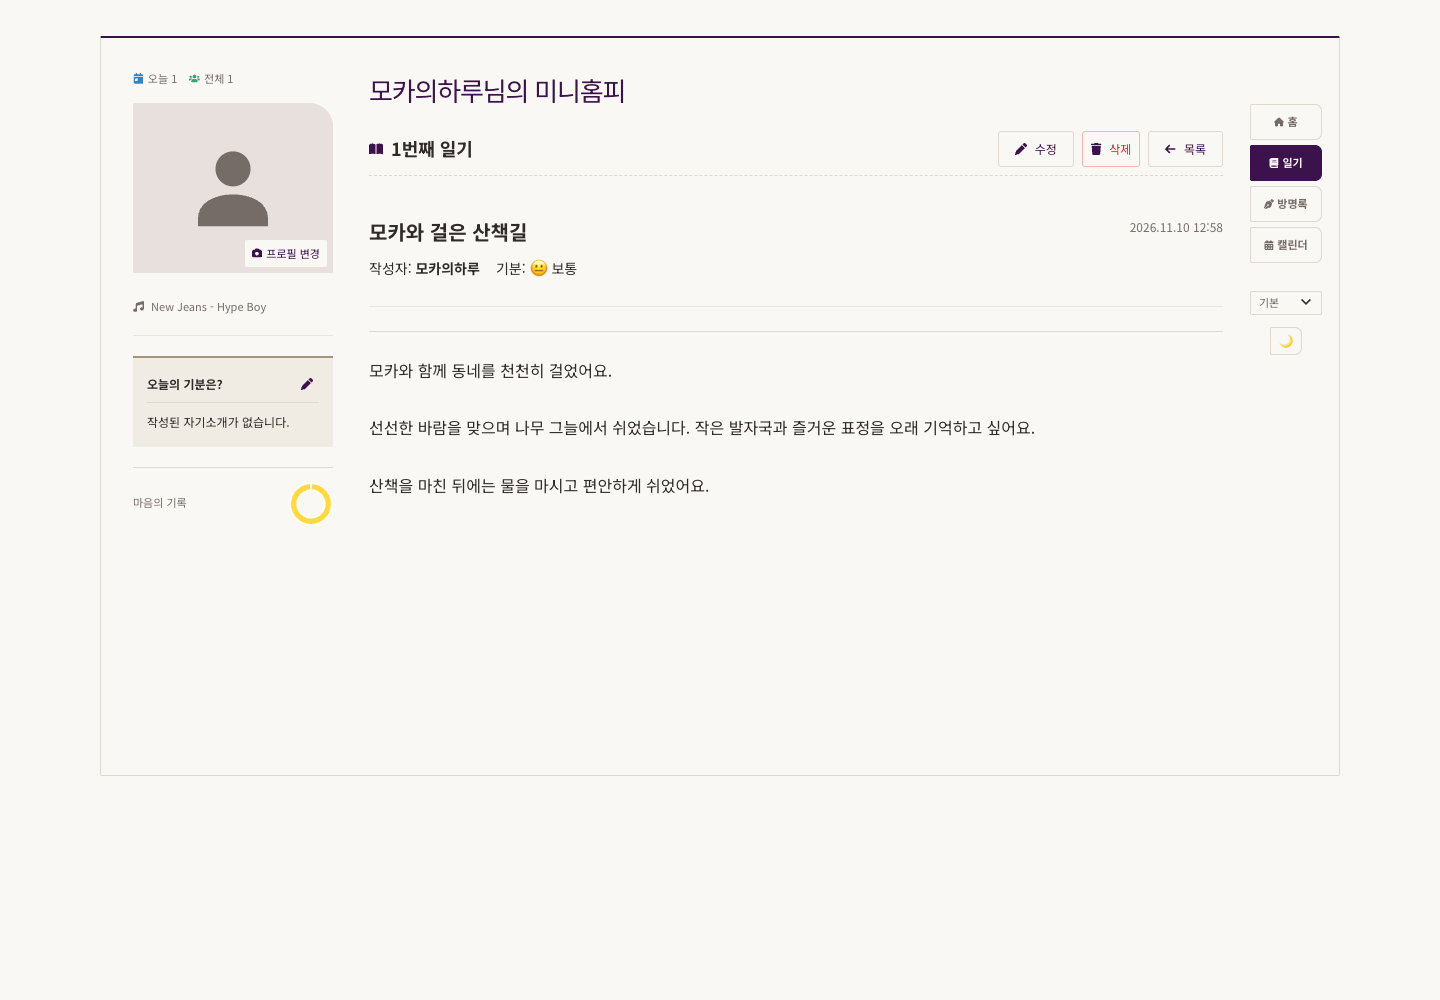 오늘 1 전체 1
프로필 변경
New Jeans - Hype Boy
오늘의 기분은?
작성된 자기소개가 없습니다.
마음의 기록
모카의하루님의 미니홈피
1번째 일기
수정
삭제
목록
모카와 걸은 산책길
2026.11.10 12:58
작성자: 모카의하루 기분: 😐 보통
모카와 함께 동네를 천천히 걸었어요.
선선한 바람을 맞으며 나무 그늘에서 쉬었습니다. 작은 발자국과 즐거운 표정을 오래 기억하고 싶어요.
산책을 마친 뒤에는 물을 마시고 편안하게 쉬었어요.
홈
일기
방명록
캘린더
기본